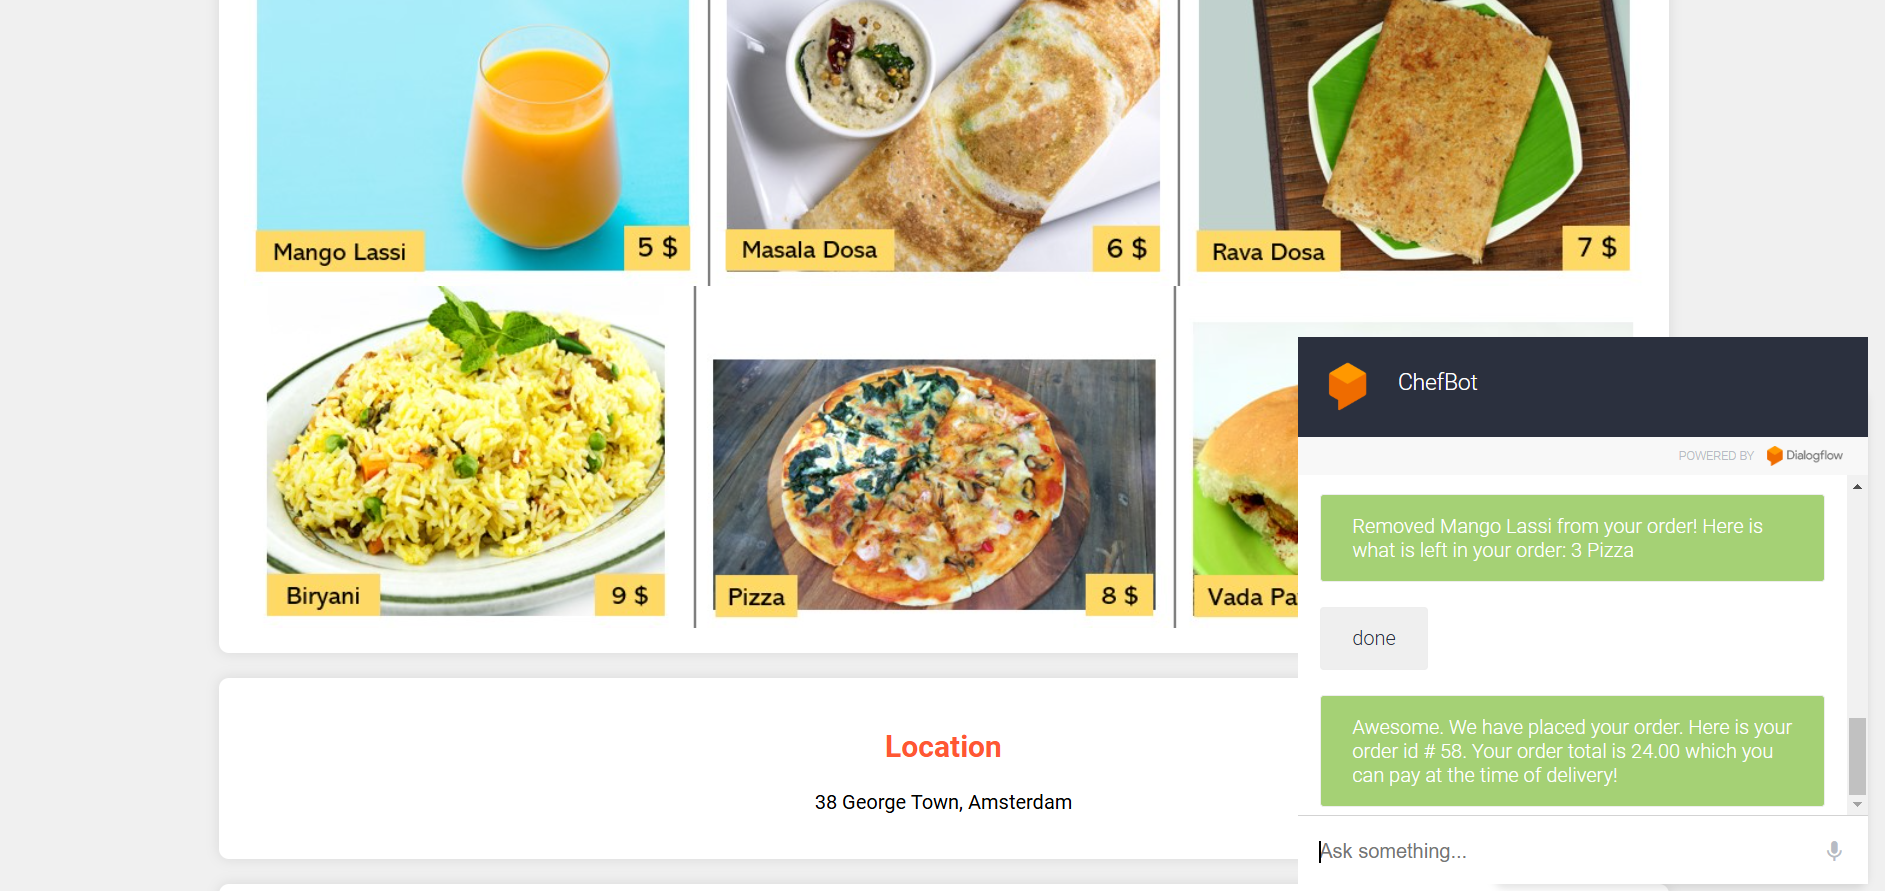 Mango Lassi
5 $
Masala Dosa
6 $
Rava Dosa
7 $
Biryani
9 $
Pizza
8 $
Vada
Location
38 George Town, Amsterdam
ChefBot
POWERED BY Dialogflow
Removed Mango Lassi from your order! Here is
what is left in your order: 3 Pizza
done
Awesome. We have placed your order. Here is your
order id # 58. Your order total is 24.00 which you
can pay at the time of delivery!
Ask something...